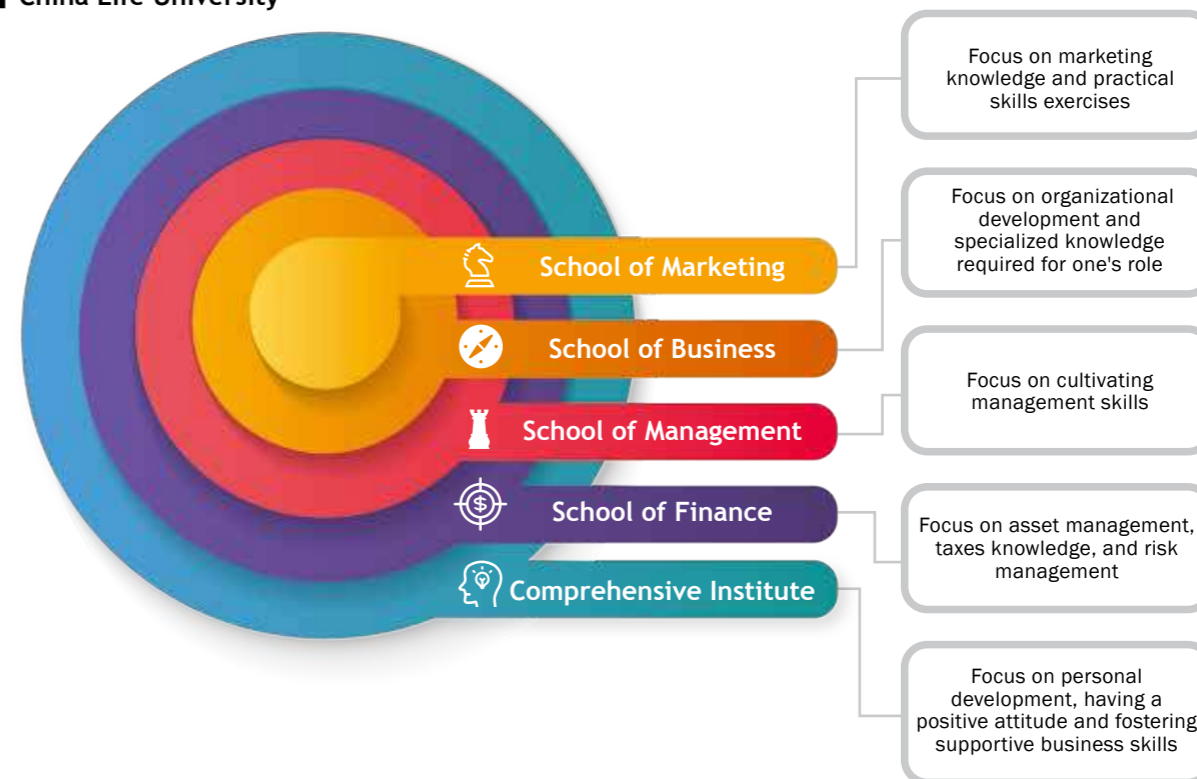 China Life University
Focus on marketing
knowledge and practical
skills exercises
School of Marketing
Focus on organizational
development and
specialized knowledge
required for one's role
School of Business
Focus on cultivating
management skills
School of Management
Focus on asset management,
taxes knowledge, and risk
management
School of Finance
Focus on personal
development, having a
positive attitude and fostering
supportive business skills
Comprehensive Institute